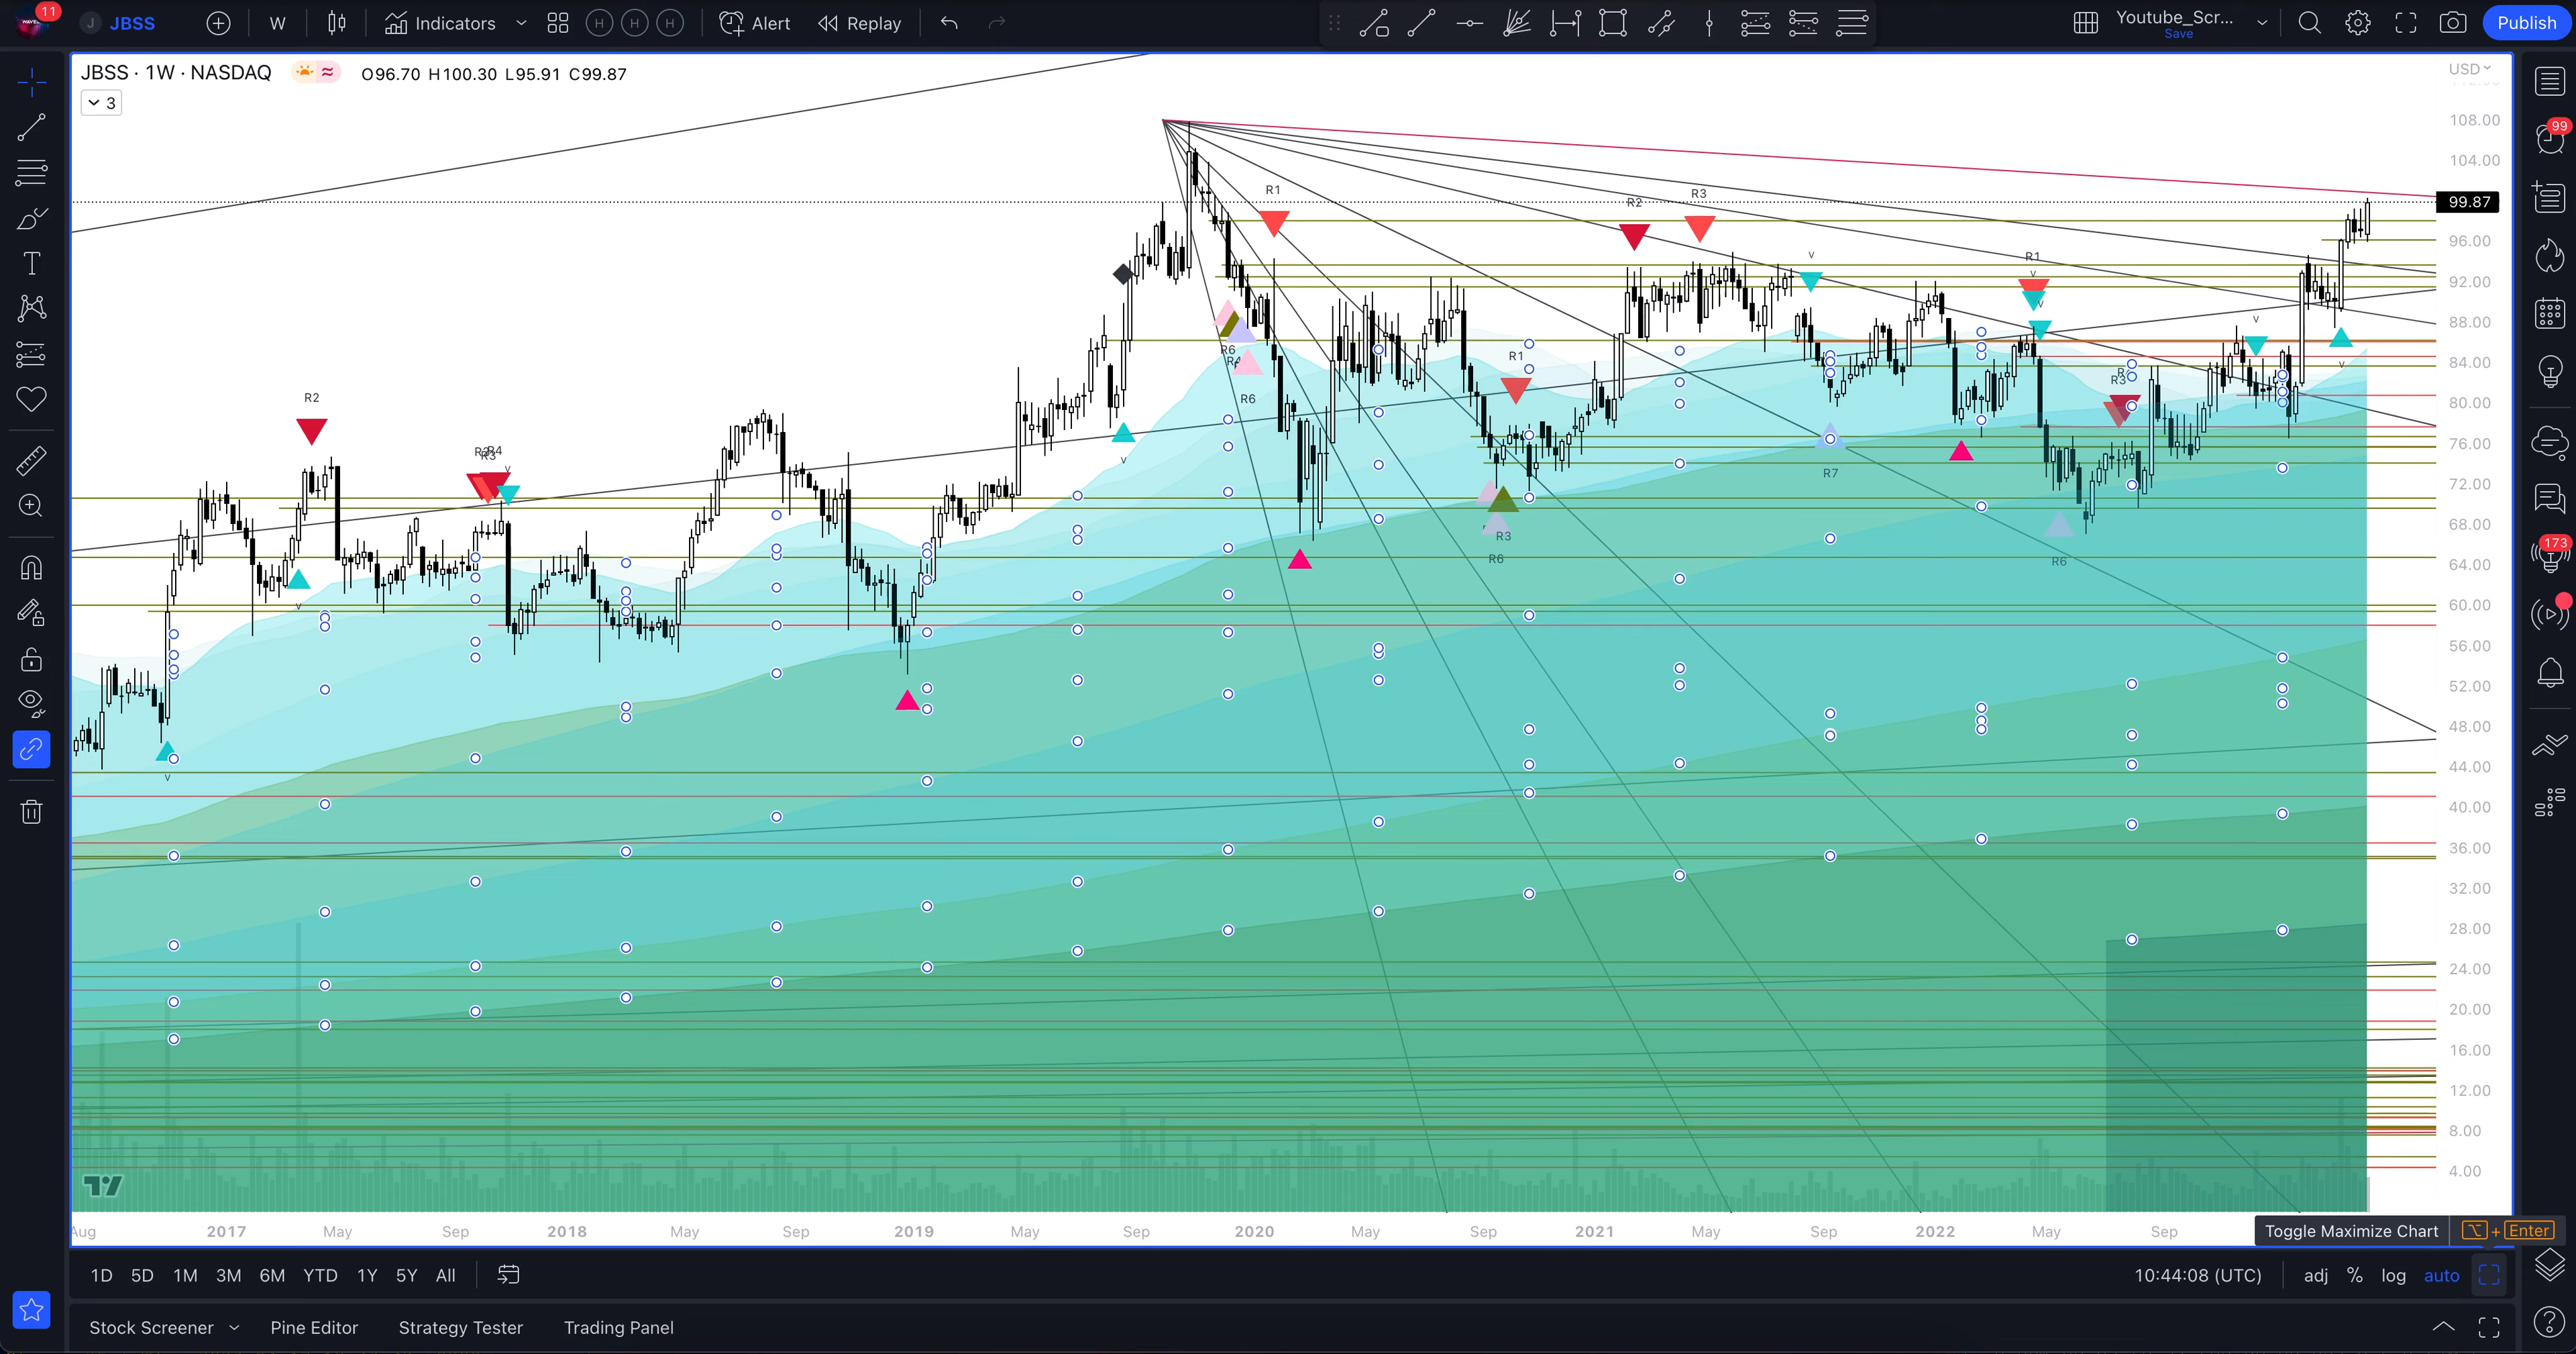 11
J JBSS W Indicators H H H Alert Replay Youtube_Scr... Save Publish
JBSS · 1W · NASDAQ ≈ O96.70 H100.30 L95.91 C99.87
3
USD
108.00
104.00
99.87
96.00
92.00
88.00
84.00
80.00
76.00
72.00
68.00
64.00
60.00
56.00
52.00
48.00
44.00
40.00
36.00
32.00
28.00
24.00
20.00
16.00
12.00
8.00
4.00
R1
R3
R2
v
R1
v
v
v
R6
R1
R3
R2
R6
v
v
R4
v
R7
R3
R6
R6
v
v
99
173
Aug 2017 May Sep 2018 May Sep 2019 May Sep 2020 May Sep 2021 May Sep 2022 May Sep
Toggle Maximize Chart ⌥ + Enter
1D 5D 1M 3M 6M YTD 1Y 5Y All 10:44:08 (UTC) adj % log auto
Stock Screener Pine Editor Strategy Tester Trading Panel